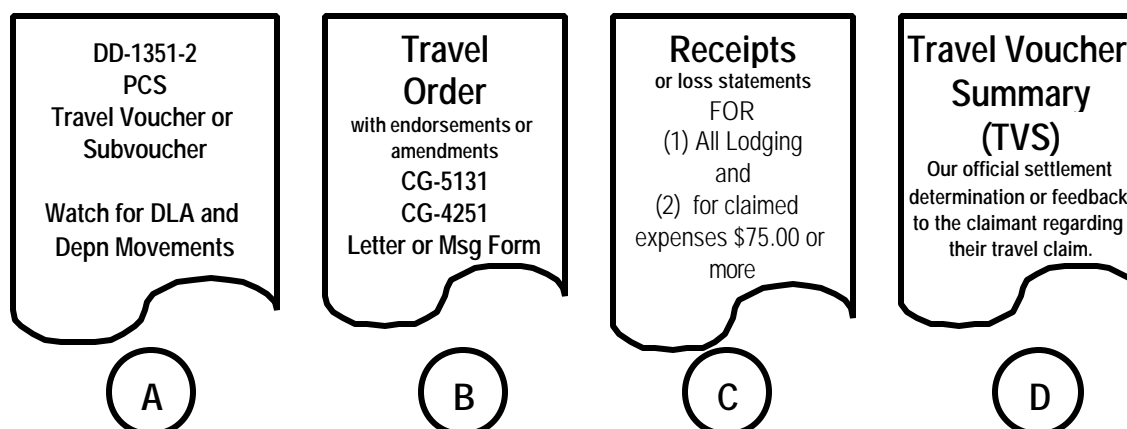 DD-1351-2
PCS
Travel Voucher or
Subvoucher
Watch for DLA and
Depn Movements
A
Travel
Order
with endorsements or
amendments
CG-5131
CG-4251
Letter or Msg Form
B
Receipts
or loss statements
FOR
(1) All Lodging
and
(2) for claimed
expenses $75.00 or
more
C
Travel Voucher
Summary
(TVS)
Our official settlement
determination or feedback
to the claimant regarding
their travel claim.
D